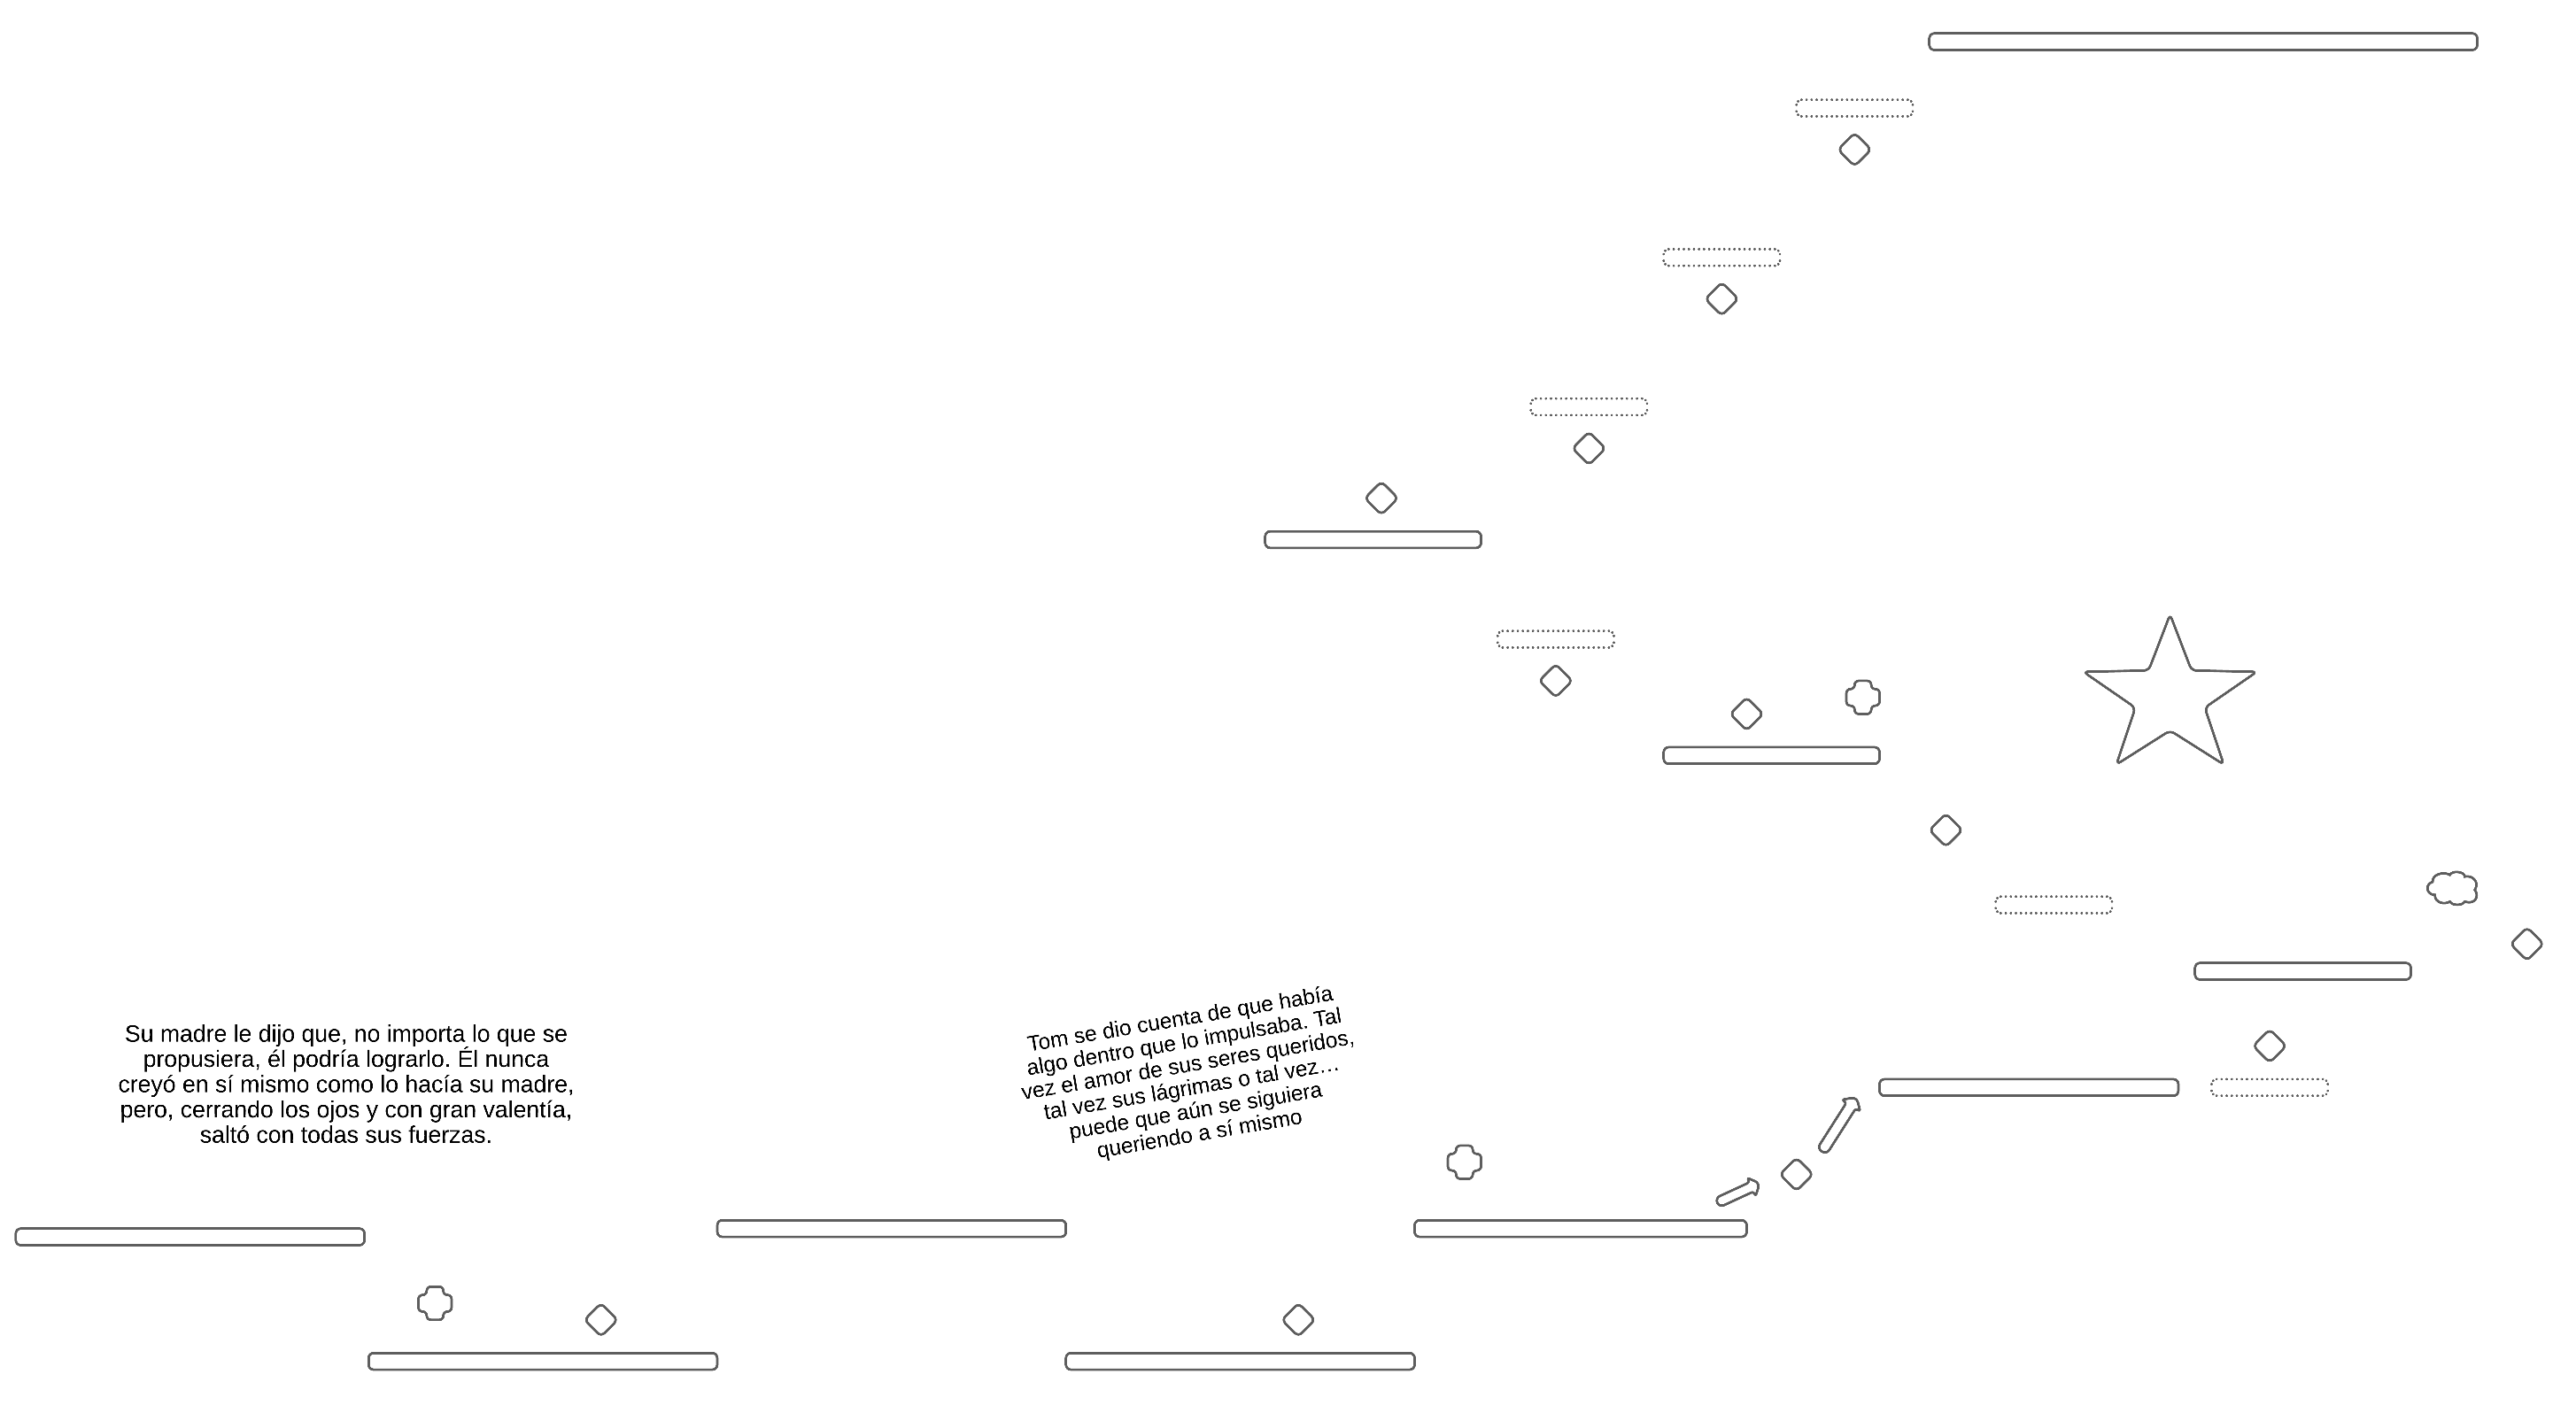 Su madre le dijo que, no importa lo que se
propusiera, él podría lograrlo. Él nunca
creyó en sí mismo como lo hacía su madre,
pero, cerrando los ojos y con gran valentía,
saltó con todas sus fuerzas.
Tom se dio cuenta de que había
algo dentro que lo impulsaba. Tal
vez el amor de sus seres queridos,
tal vez sus lágrimas o tal vez...
puede que aún se siguiera
queriendo a sí mismo